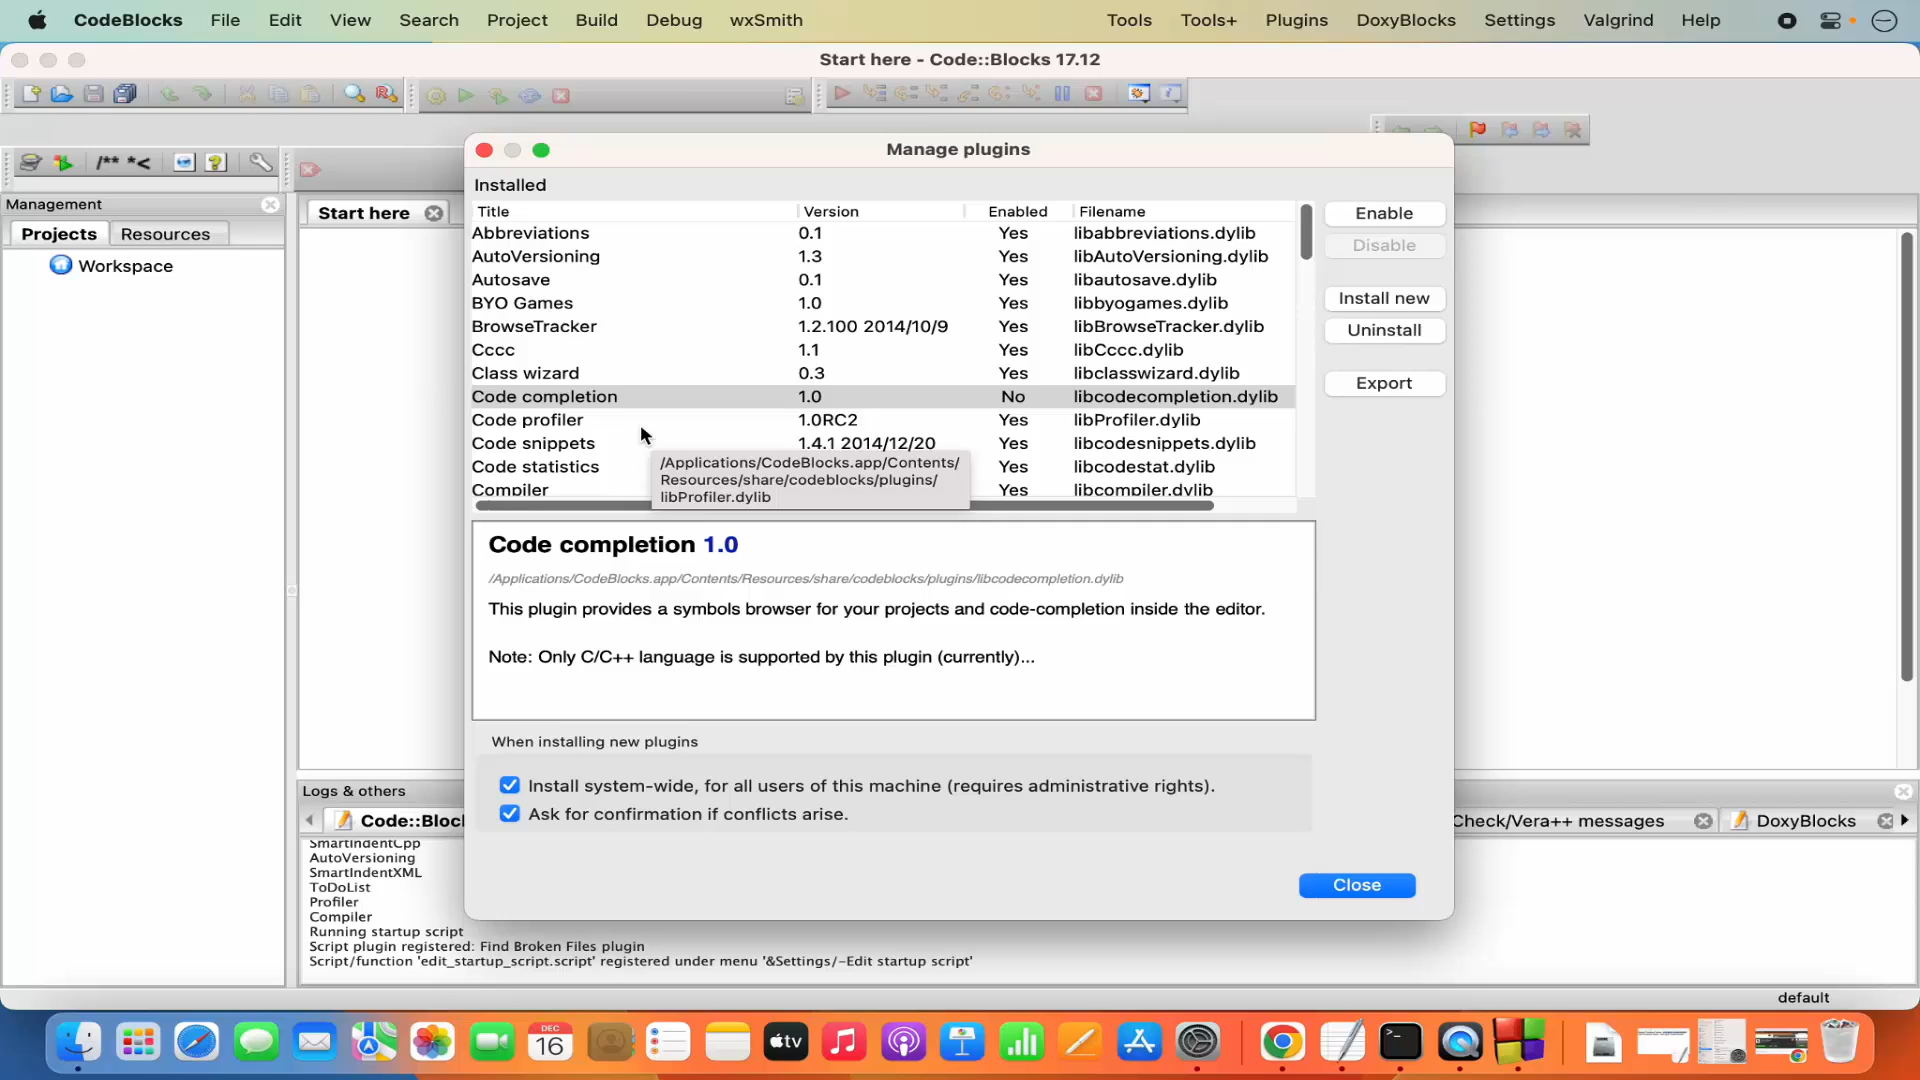 CodeBlocks File Edit View Search Project Build Debug wxSmith Tools Tools+ Plugins DoxyBlocks Settings Valgrind Help
Start here - Code::Blocks 17.12
/** *<
Management
Projects Resources
Workspace
Start here
Manage plugins
Installed
Title Version Enabled Filename
Abbreviations 0.1 Yes libabbreviations.dylib
AutoVersioning 1.3 Yes libAutoVersioning.dylib
Autosave 0.1 Yes libautosave.dylib
BYO Games 1.0 Yes libbyogames.dylib
BrowseTracker 1.2.100 2014/10/9 Yes libBrowseTracker.dylib
Cccc 1.1 Yes libCccc.dylib
Class wizard 0.3 Yes libclasswizard.dylib
Code completion 1.0 No libcodecompletion.dylib
Code profiler 1.0RC2 Yes libProfiler.dylib
Code snippets 1.4.1 2014/12/20 Yes libcodesnippets.dylib
Code statistics Yes libcodestat.dylib
Compiler Yes libcompiler.dylib
/Applications/CodeBlocks.app/Contents/
Resources/share/codeblocks/plugins/
libProfiler.dylib
Enable
Disable
Install new
Uninstall
Export
Code completion 1.0
/Applications/CodeBlocks.app/Contents/Resources/share/codeblocks/plugins/libcodecompletion.dylib
This plugin provides a symbols browser for your projects and code-completion inside the editor.
Note: Only C/C++ language is supported by this plugin (currently)...
When installing new plugins
Install system-wide, for all users of this machine (requires administrative rights).
Ask for confirmation if conflicts arise.
Close
Logs & others
Code::Bloc Check/Vera++ messages DoxyBlocks
SmartIndentCpp
AutoVersioning
SmartIndentXML
ToDoList
Profiler
Compiler
Running startup script
Script plugin registered: Find Broken Files plugin
Script/function 'edit_startup_script.script' registered under menu '&Settings/-Edit startup script'
default
DEC
16
tv